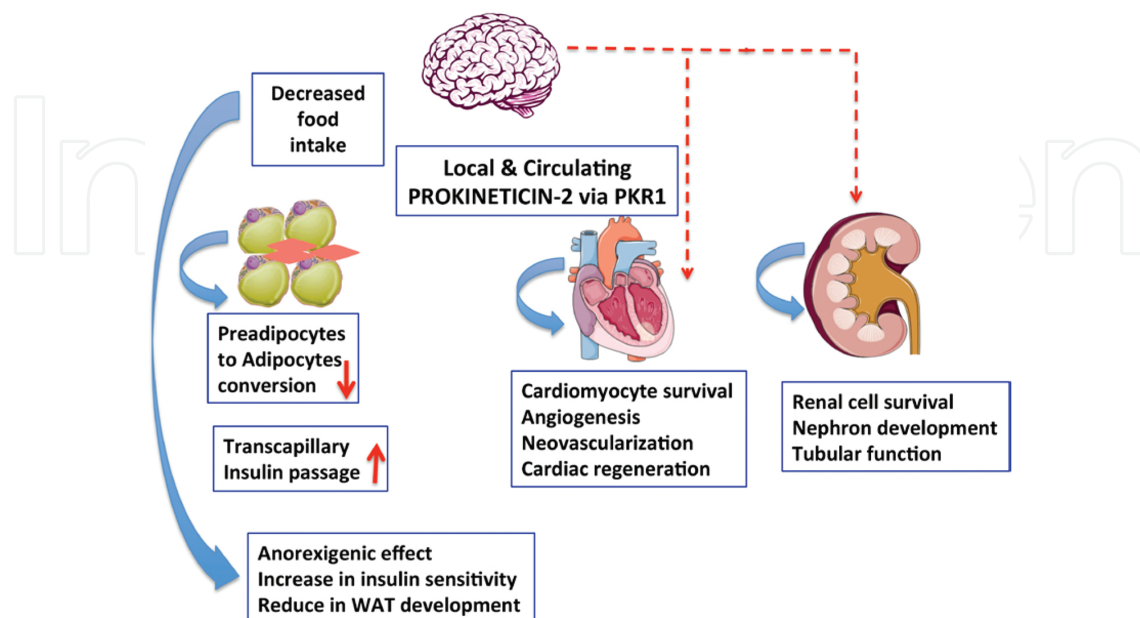 Decreased
food
intake
Local & Circulating
PROKINETICIN-2 via PKR1
Preadipocytes
to Adipocytes
conversion
Transcapillary
Insulin passage
Cardiomyocyte survival
Angiogenesis
Neovascularization
Cardiac regeneration
Renal cell survival
Nephron development
Tubular function
Anorexigenic effect
Increase in insulin sensitivity
Reduce in WAT development